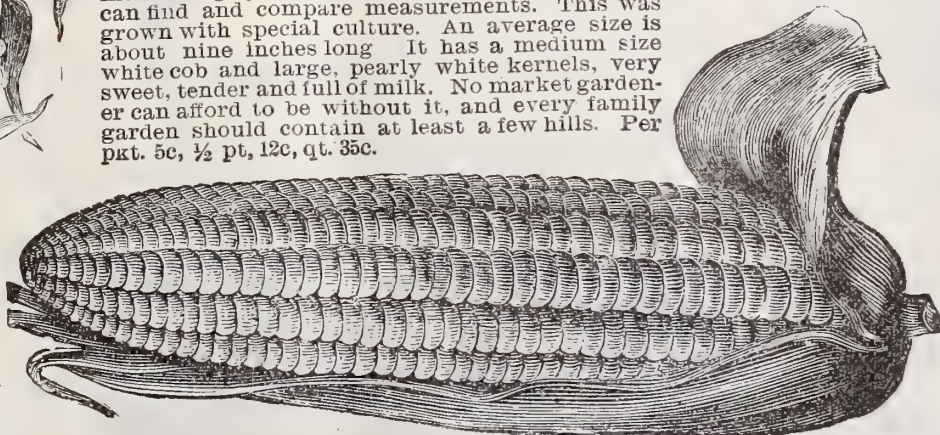 can find and compare measurements. This was
grown with special culture. An average size is
about nine inches long It has a medium size
white cob and large, pearly white kernels, very
sweet, tender and full of milk. No market garden-
er can afford to be without it, and every family
garden should contain at least a few hills. Per
pkt. 5c, ½ pt, 12c, qt. 35c.